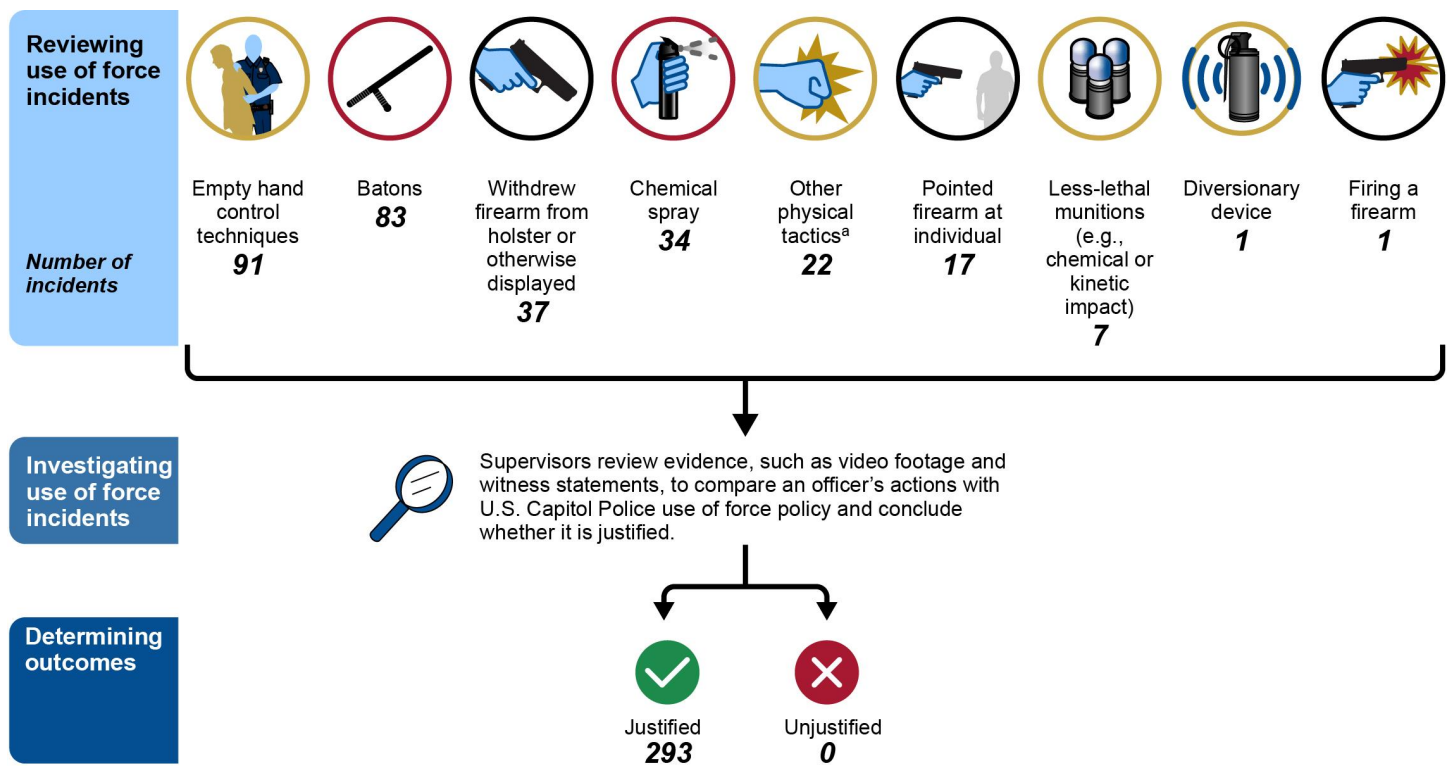 Reviewing
use of force
incidents
Number of
incidents
Empty hand
control
techniques
91
Batons
83
Withdrew
firearm from
holster or
otherwise
displayed
37
Chemical
spray
34
Other
physical
tacticsᵃ
22
Pointed
firearm at
individual
17
Less-lethal
munitions
(e.g.,
chemical or
kinetic
impact)
7
Diversionary
device
1
Firing a
firearm
1
Investigating
use of force
incidents
Supervisors review evidence, such as video footage and
witness statements, to compare an officer’s actions with
U.S. Capitol Police use of force policy and conclude
whether it is justified.
Determining
outcomes
Justified
293
Unjustified
0